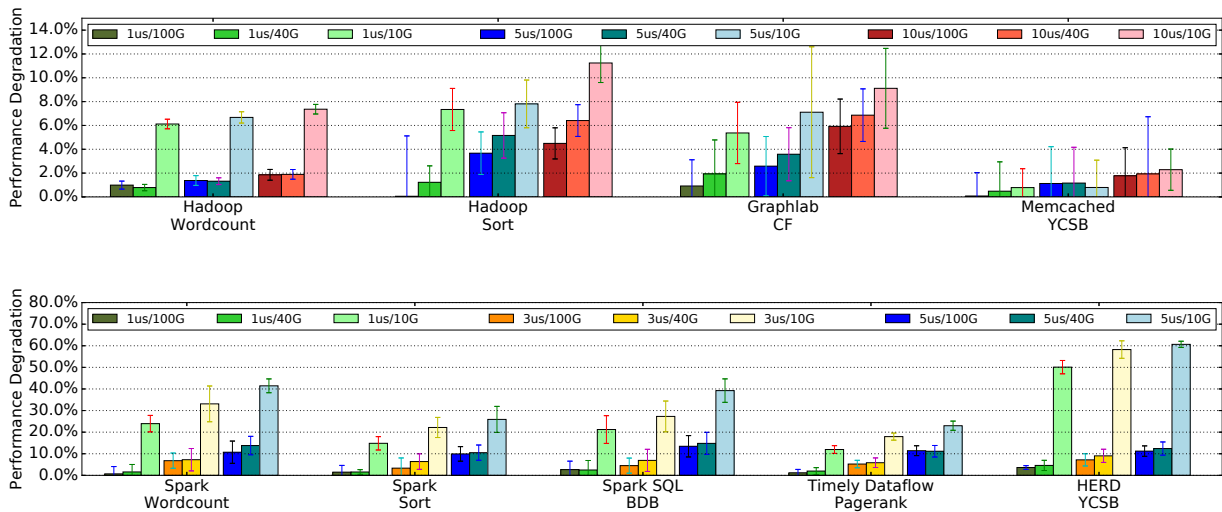 Performance Degradation
14.0%
12.0%
10.0%
8.0%
6.0%
4.0%
2.0%
0.0%
1us/100G 1us/40G 1us/10G 5us/100G 5us/40G 5us/10G 10us/100G 10us/40G 10us/10G
Hadoop Wordcount
Hadoop Sort
Graphlab CF
Memcached YCSB
Performance Degradation
80.0%
70.0%
60.0%
50.0%
40.0%
30.0%
20.0%
10.0%
0.0%
1us/100G 1us/40G 1us/10G 3us/100G 3us/40G 3us/10G 5us/100G 5us/40G 5us/10G
Spark Wordcount
Spark Sort
Spark SQL BDB
Timely Dataflow Pagerank
HERD YCSB